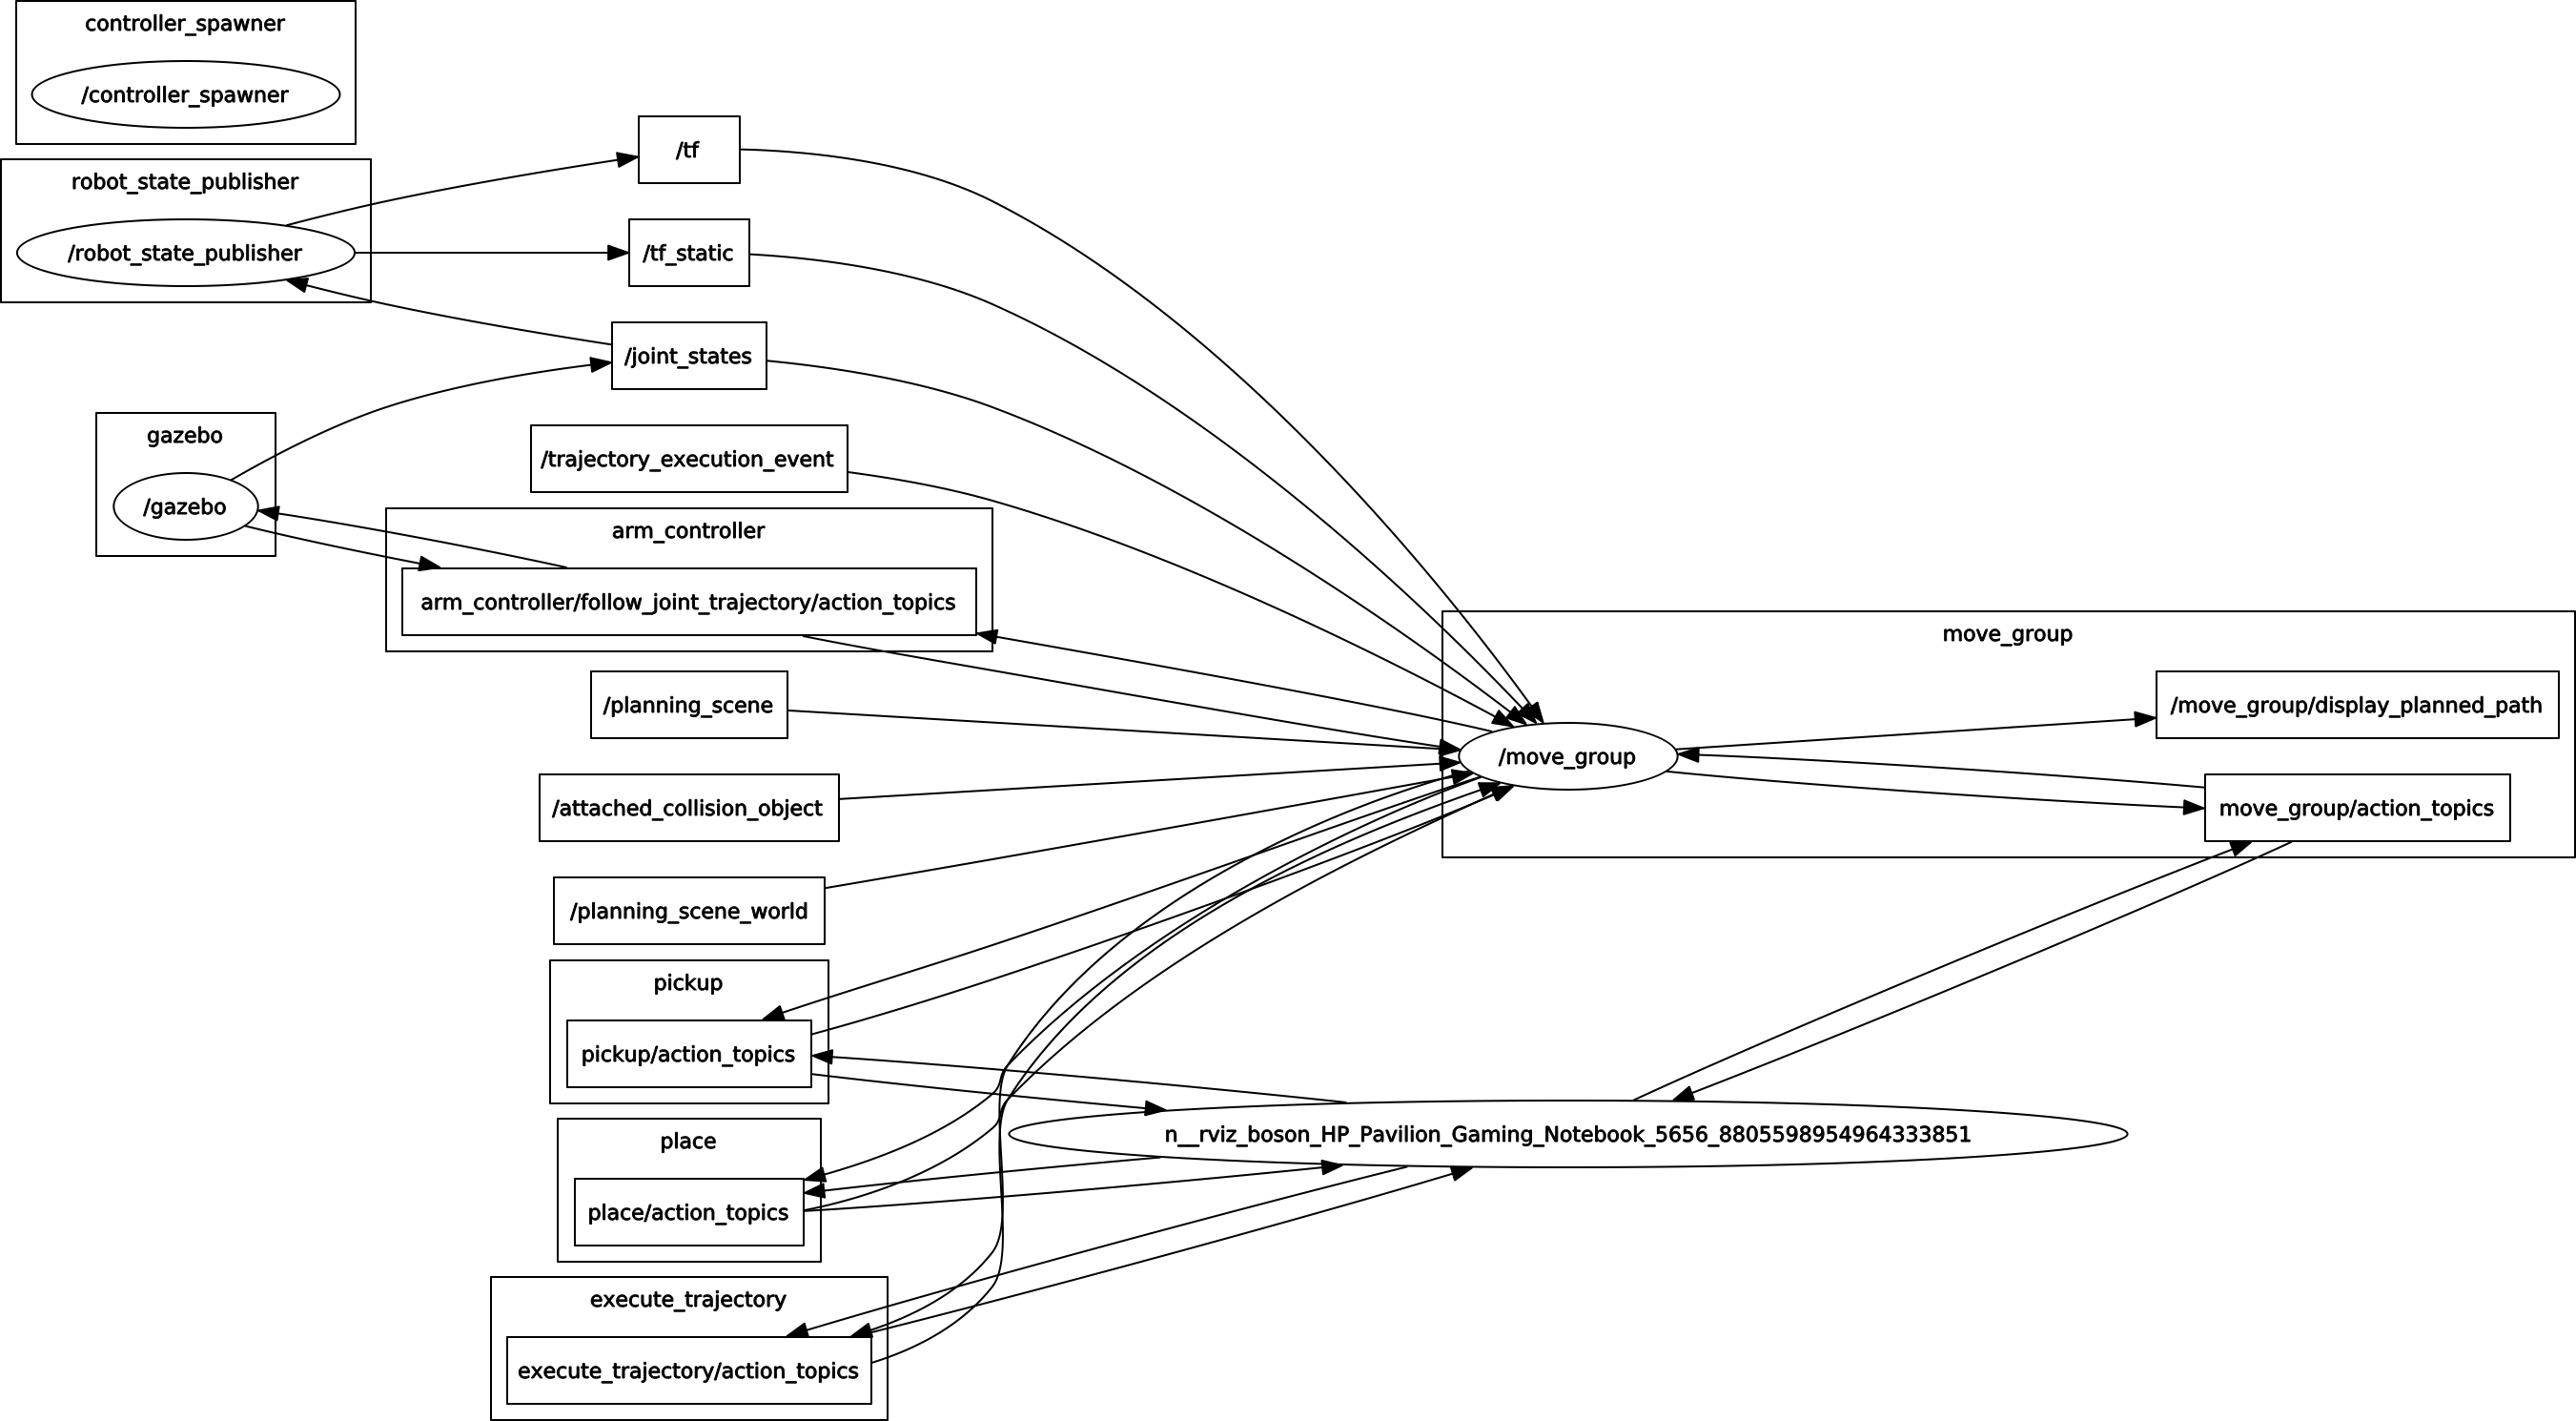 controller_spawner
/controller_spawner
robot_state_publisher
/robot_state_publisher
/tf
/tf_static
/joint_states
gazebo
/gazebo
/trajectory_execution_event
arm_controller
arm_controller/follow_joint_trajectory/action_topics
/planning_scene
/attached_collision_object
/planning_scene_world
pickup
pickup/action_topics
place
place/action_topics
execute_trajectory
execute_trajectory/action_topics
move_group
/move_group
/move_group/display_planned_path
move_group/action_topics
n__rviz_boson_HP_Pavilion_Gaming_Notebook_5656_8805598954964333851